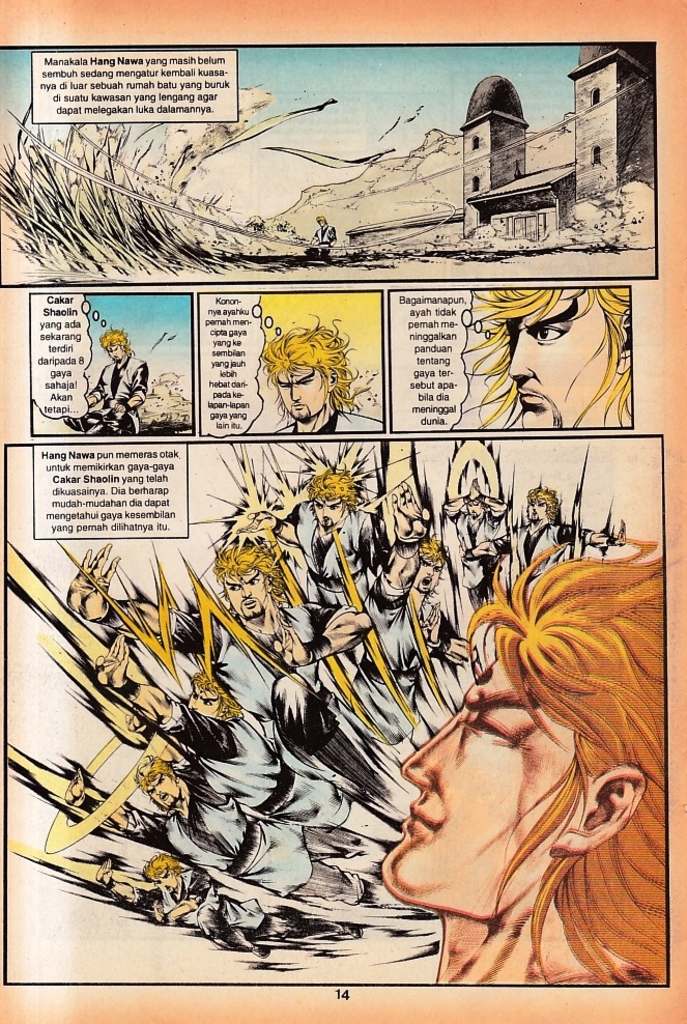 Manakala Hang Nawa yang masih belum
sembuh sedang mengatur kembali kuasa-
nya di luar sebuah rumah batu yang buruk
di suatu kawasan yang lengang agar
dapat melegakan luka dalamannya.
Cakar
Shaolin
yang ada
sekarang
terdiri
daripada 8
gaya
sahaja!
Akan
tetapi...
Konon-
nya ayahku
pernah men-
cipta gaya
yang ke
sembilan
yang jauh
lebih
hebat dari-
pada ke-
lapan-lapan
gaya yang
lain itu.
Bagaimanapun,
ayah tidak
pernah me-
ninggalkan
panduan
tentang
gaya ter-
sebut apa-
bila dia
meninggal
dunia.
Hang Nawa pun memeras otak
untuk memikirkan gaya-gaya
Cakar Shaolin yang telah
dikuasainya. Dia berharap
mudah-mudahan dia dapat
mengetahui gaya kesembilan
yang pernah dilihatnya itu.
14